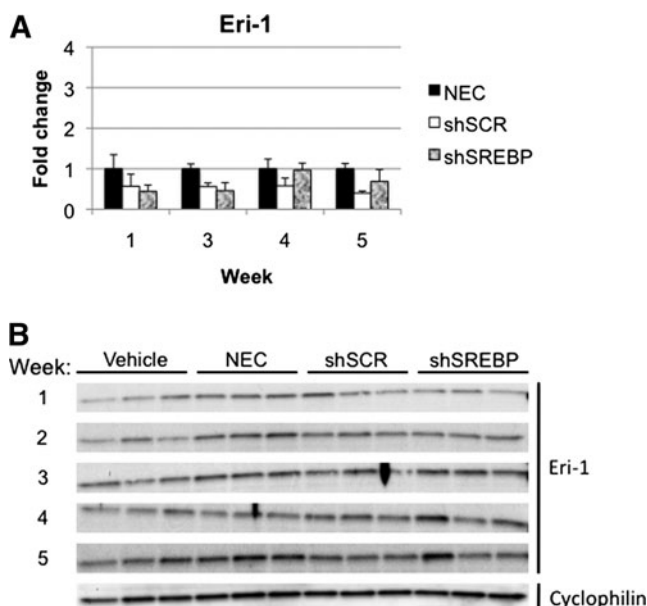 A
Eri-1
Fold change
4
3
2
1
0
1 3 4 5
Week
NEC
shSCR
shSREBP
B
Week: Vehicle NEC shSCR shSREBP
1
2
3
4
5
Eri-1
Cyclophilin